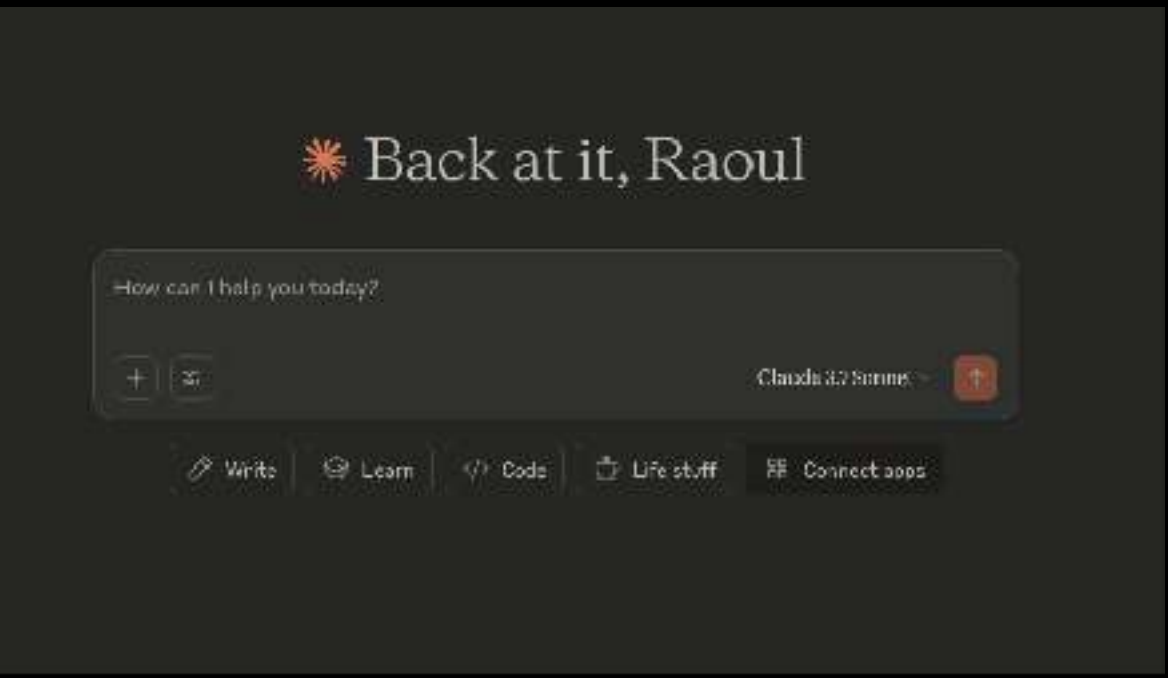 Back at it, Raoul
How can I help you today?
Claude 3.7 Sonnet
Write
Learn
Code
Life stuff
Connect apps